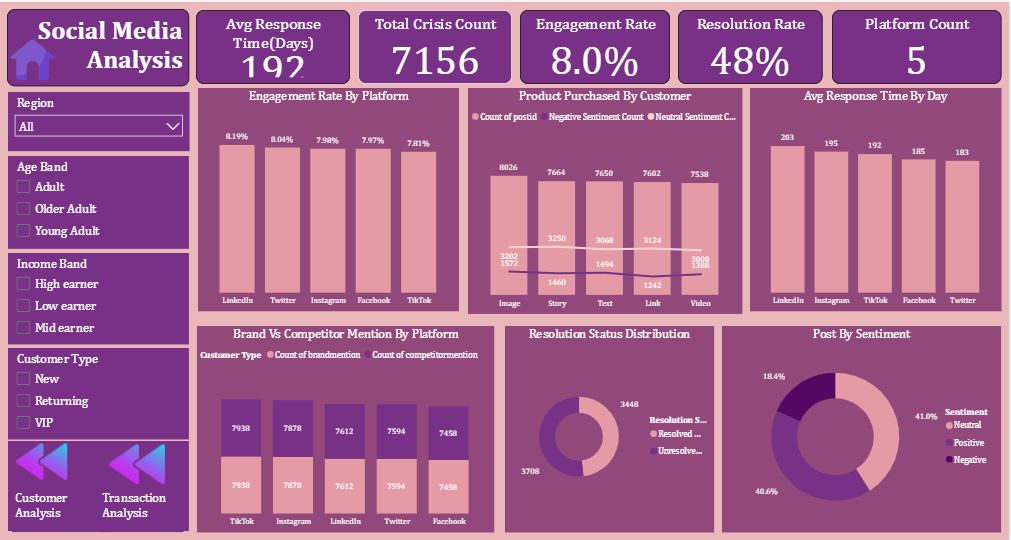 Social Media
Analysis
Avg Response
Time(Days)
192
Total Crisis Count
7156
Engagement Rate
8.0%
Resolution Rate
48%
Platform Count
5
Region
All
Age Band
Adult
Older Adult
Young Adult
Income Band
High earner
Low earner
Mid earner
Customer Type
New
Returning
VIP
Customer
Analysis
Transaction
Analysis
Engagement Rate By Platform
8.19% 8.04% 7.98% 7.97% 7.81%
LinkedIn Twitter Instagram Facebook TikTok
Product Purchased By Customer
Count of postid Negative Sentiment Count Neutral Sentiment C...
8026 7664 7650 7602 7538
3202 3250 3068 3124 3008
1572 1460 1494 1242 1388
Image Story Text Link Video
Avg Response Time By Day
203 195 192 185 183
LinkedIn Instagram TikTok Facebook Twitter
Brand Vs Competitor Mention By Platform
Customer Type Count of brandmention Count of competitormention
7938 7878 7612 7594 7458
7938 7878 7612 7594 7458
TikTok Instagram LinkedIn Twitter Facebook
Resolution Status Distribution
3448
3708
Resolution S...
Resolved ...
Unresolve...
Post By Sentiment
18.4%
41.0%
40.6%
Sentiment
Neutral
Positive
Negative